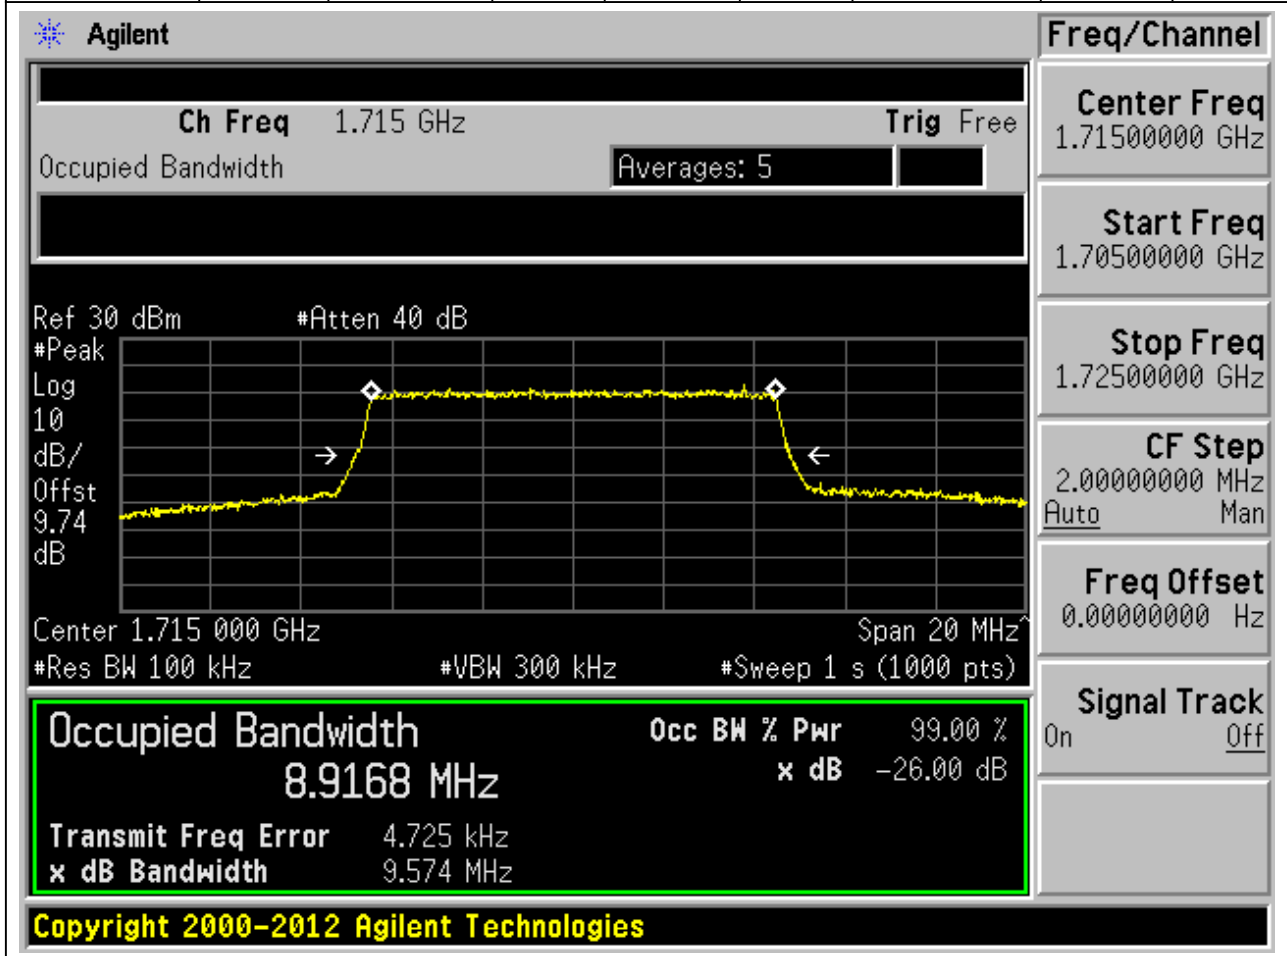 Agilent
Freq/Channel
Ch Freq 1.715 GHz Trig Free
Occupied Bandwidth Averages: 5
Center Freq
1.71500000 GHz
Start Freq
1.70500000 GHz
Stop Freq
1.72500000 GHz
CF Step
2.00000000 MHz
Auto Man
Freq Offset
0.00000000 Hz
Signal Track
On Off
Ref 30 dBm #Atten 40 dB
#Peak
Log
10
dB/
Offst
9.74
dB
Center 1.715 000 GHz Span 20 MHz^
#Res BW 100 kHz #VBW 300 kHz #Sweep 1 s (1000 pts)
Occupied Bandwidth
8.9168 MHz
Occ BW % Pwr 99.00 %
x dB -26.00 dB
Transmit Freq Error 4.725 kHz
x dB Bandwidth 9.574 MHz
Copyright 2000-2012 Agilent Technologies